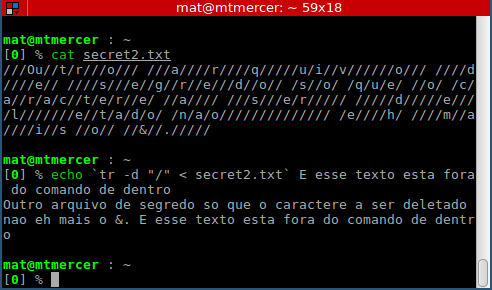 mat@mtmercer: ~ 59x18
mat@mtmercer : ~
[0] % cat secret2.txt
///Ou//t/r///o/// ///a////r////q/////u/i//v//////o/// ////d
////e// ////s///e//g//r//e///d//o// /s//o/ /q/u/e/ //o/ /c/
a//r/a/c//t/e/r//e/ //a//// ///s///e/r///// /////d/////e///
/l///////e//t/a/d/o/ /n/a/o////////////// /e////h/ ////m//a
////i//s //o// //&//./////
mat@mtmercer : ~
[0] % echo `tr -d "/" < secret2.txt` E esse texto esta fora
do comando de dentro
Outro arquivo de segredo so que o caractere a ser deletado
nao eh mais o &. E esse texto esta fora do comando de dentr
o
mat@mtmercer : ~
[0] %